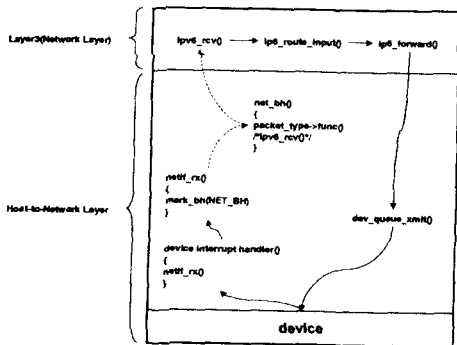 Layer3(Network Layer)
ipv6_rcv()
ip6_route_input()
ip6_forward()
net_bh()
{
packet_type->func()
/*ipv6_rcv()*/
}
netif_rx()
{
mark_bh(NET_BH)
}
Host-to-Network Layer
dev_queue_xmit()
device interrupt handler()
{
netif_rx()
}
device